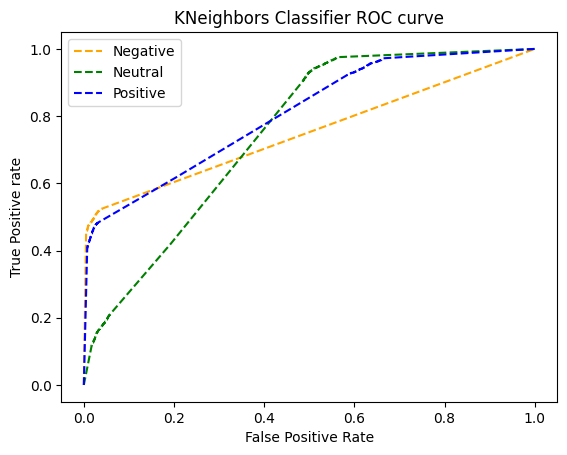 KNeighbors Classifier ROC curve
Negative
Neutral
Positive
True Positive rate
1.0
0.8
0.6
0.4
0.2
0.0
0.0 0.2 0.4 0.6 0.8 1.0
False Positive Rate